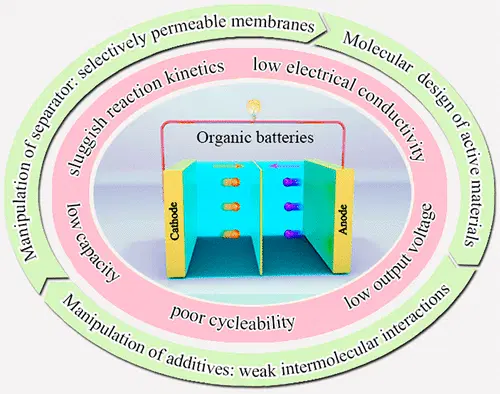 Manipulation of separator: selectively permeable membranes
Molecular design of active materials
Manipulation of additives: weak intermolecular interactions
sluggish reaction kinetics
low electrical conductivity
low output voltage
poor cycleability
low capacity
Organic batteries
Cathode
Anode